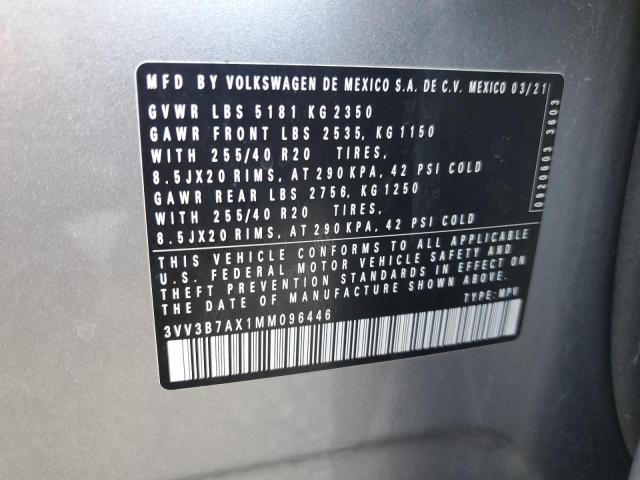 MFD BY VOLKSWAGEN DE MEXICO S.A. DE C.V. MEXICO 03/21
GVWR LBS 5181 KG 2350
GAWR FRONT LBS 2535, KG 1150
WITH 255/40 R20 TIRES,
8.5JX20 RIMS, AT 290 KPA, 42 PSI COLD
GAWR REAR LBS 2756, KG 1250
WITH 255/40 R20 TIRES,
8.5JX20 RIMS, AT 290 KPA, 42 PSI COLD
THIS VEHICLE CONFORMS TO ALL APPLICABLE
U.S. FEDERAL MOTOR VEHICLE SAFETY AND
THEFT PREVENTION STANDARDS IN EFFECT ON
THE DATE OF MANUFACTURE SHOWN ABOVE.
3VV3B7AX1MM096446
TYPE: MPV
0920603 3603